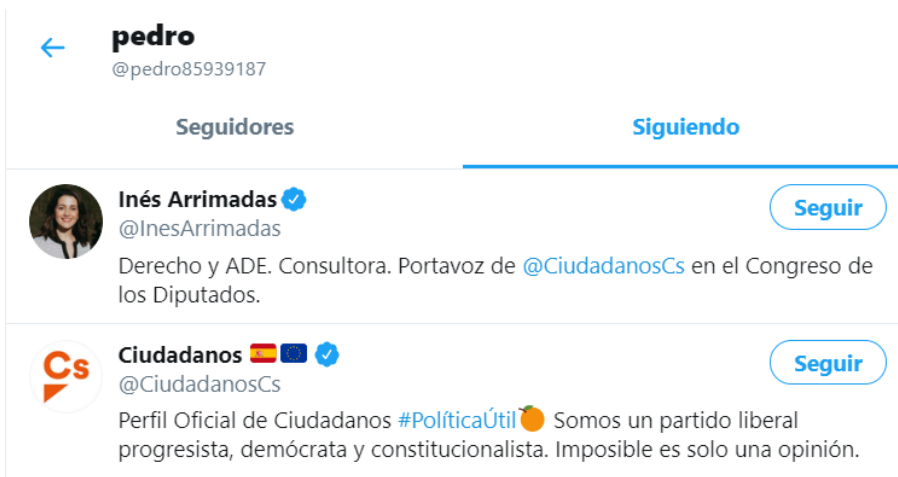 pedro
@pedro85939187
Seguidores
Siguiendo
Inés Arrimadas
@InesArrimadas
Seguir
Derecho y ADE. Consultora. Portavoz de @CiudadanosCs en el Congreso de
los Diputados.
Cs
Ciudadanos 🇪🇸🇪🇺
@CiudadanosCs
Seguir
Perfil Oficial de Ciudadanos #PolíticaÚtil🍊 Somos un partido liberal
progresista, demócrata y constitucionalista. Imposible es solo una opinión.